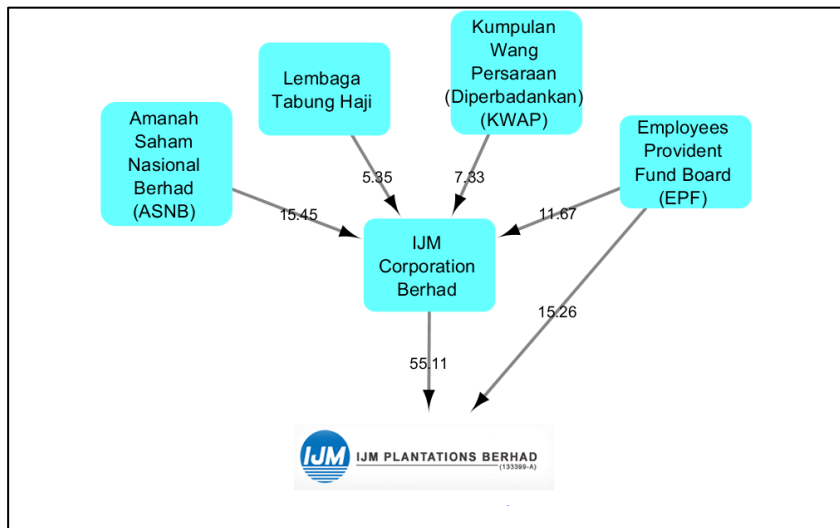 Kumpulan
Wang
Persaraan
(Diperbadankan)
(KWAP)
Lembaga
Tabung Haji
Amanah
Saham
Nasional
Berhad
(ASNB)
Employees
Provident
Fund Board
(EPF)
5.35
7.33
15.45
11.67
IJM
Corporation
Berhad
15.26
55.11
IJM
IJM PLANTATIONS BERHAD
(133399-A)